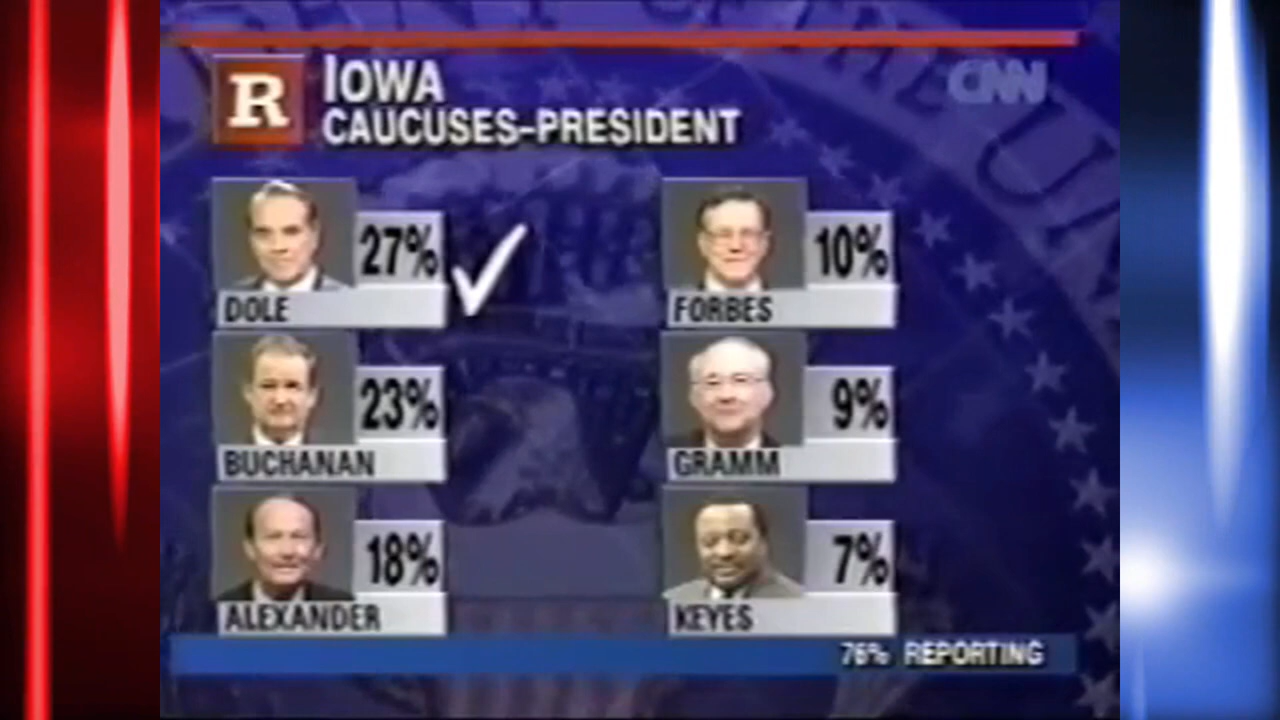 R
IOWA
CAUCUSES-PRESIDENT
CNN
27%
DOLE
10%
FORBES
23%
BUCHANAN
9%
GRAMM
18%
ALEXANDER
7%
KEYES
76% REPORTING